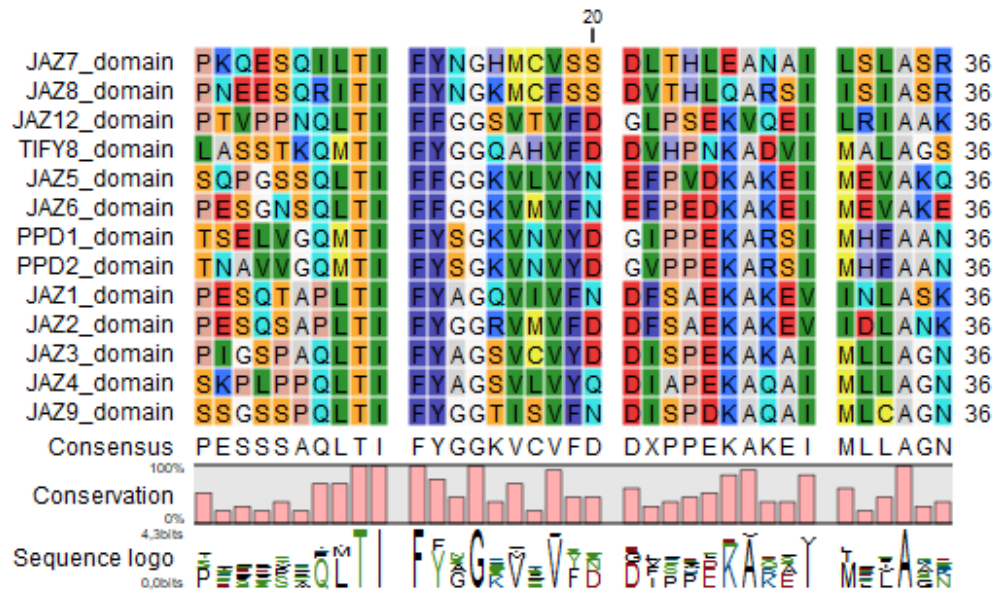 20
JAZ7_domain PKQESQILTI FYNGHMCVSS DLTHLEANAI LSLASR 36
JAZ8_domain PNEESQRITI FYNGKMCFSS DVTHLQARSI ISIASR 36
JAZ12_domain PTVPPNQLTI FFGGSVTVFD GLPSEKVQEI LRIAAK 36
TIFY8_domain LASSTKQMTI FYGGQAHVFD DVHPNKADVI MALAGS 36
JAZ5_domain SQPGSSQLTI FFGGKVLVYN EFPVDKAKEI MEVAKQ 36
JAZ6_domain PESGNSQLTI FFGGKVMVFN EFPEDKAKEI MEVAKE 36
PPD1_domain TSELVGQMTI FYSGKVNVYD GIPPEKARSI MHFAAN 36
PPD2_domain TNAVVGQMTI FYSGKVNVYD GVPPEKARSI MHFAAN 36
JAZ1_domain PESQTAPLTI FYAGQVIVFN DFSAEKAKEV INLASK 36
JAZ2_domain PESQSAPLTI FYGGRVMVFD DFSAEKAKEV IDLANK 36
JAZ3_domain PIGSPAQLTI FYAGSVCVYD DISPEKAKAI MLLAGN 36
JAZ4_domain SKPLPPQLTI FYAGSVLVYQ DIAPEKAQAI MLLAGN 36
JAZ9_domain SSGSSPQLTI FYGGTISVFN DISPDKAQAI MLCAGN 36
Consensus PESSSAQLTI FYGGKVCVFD DXPPEKAKEI MLLAGN
100%
Conservation
0%
4,3bits
Sequence logo
0,0bits